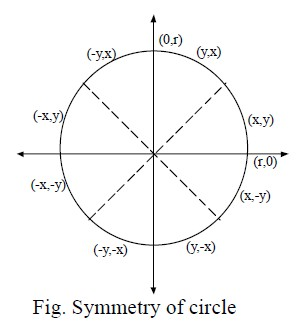 (0,r)
(-y,x)
(y,x)
(-x,y)
(x,y)
(r,0)
(-x,-y)
(x,-y)
(-y,-x)
(y,-x)
Fig. Symmetry of circle